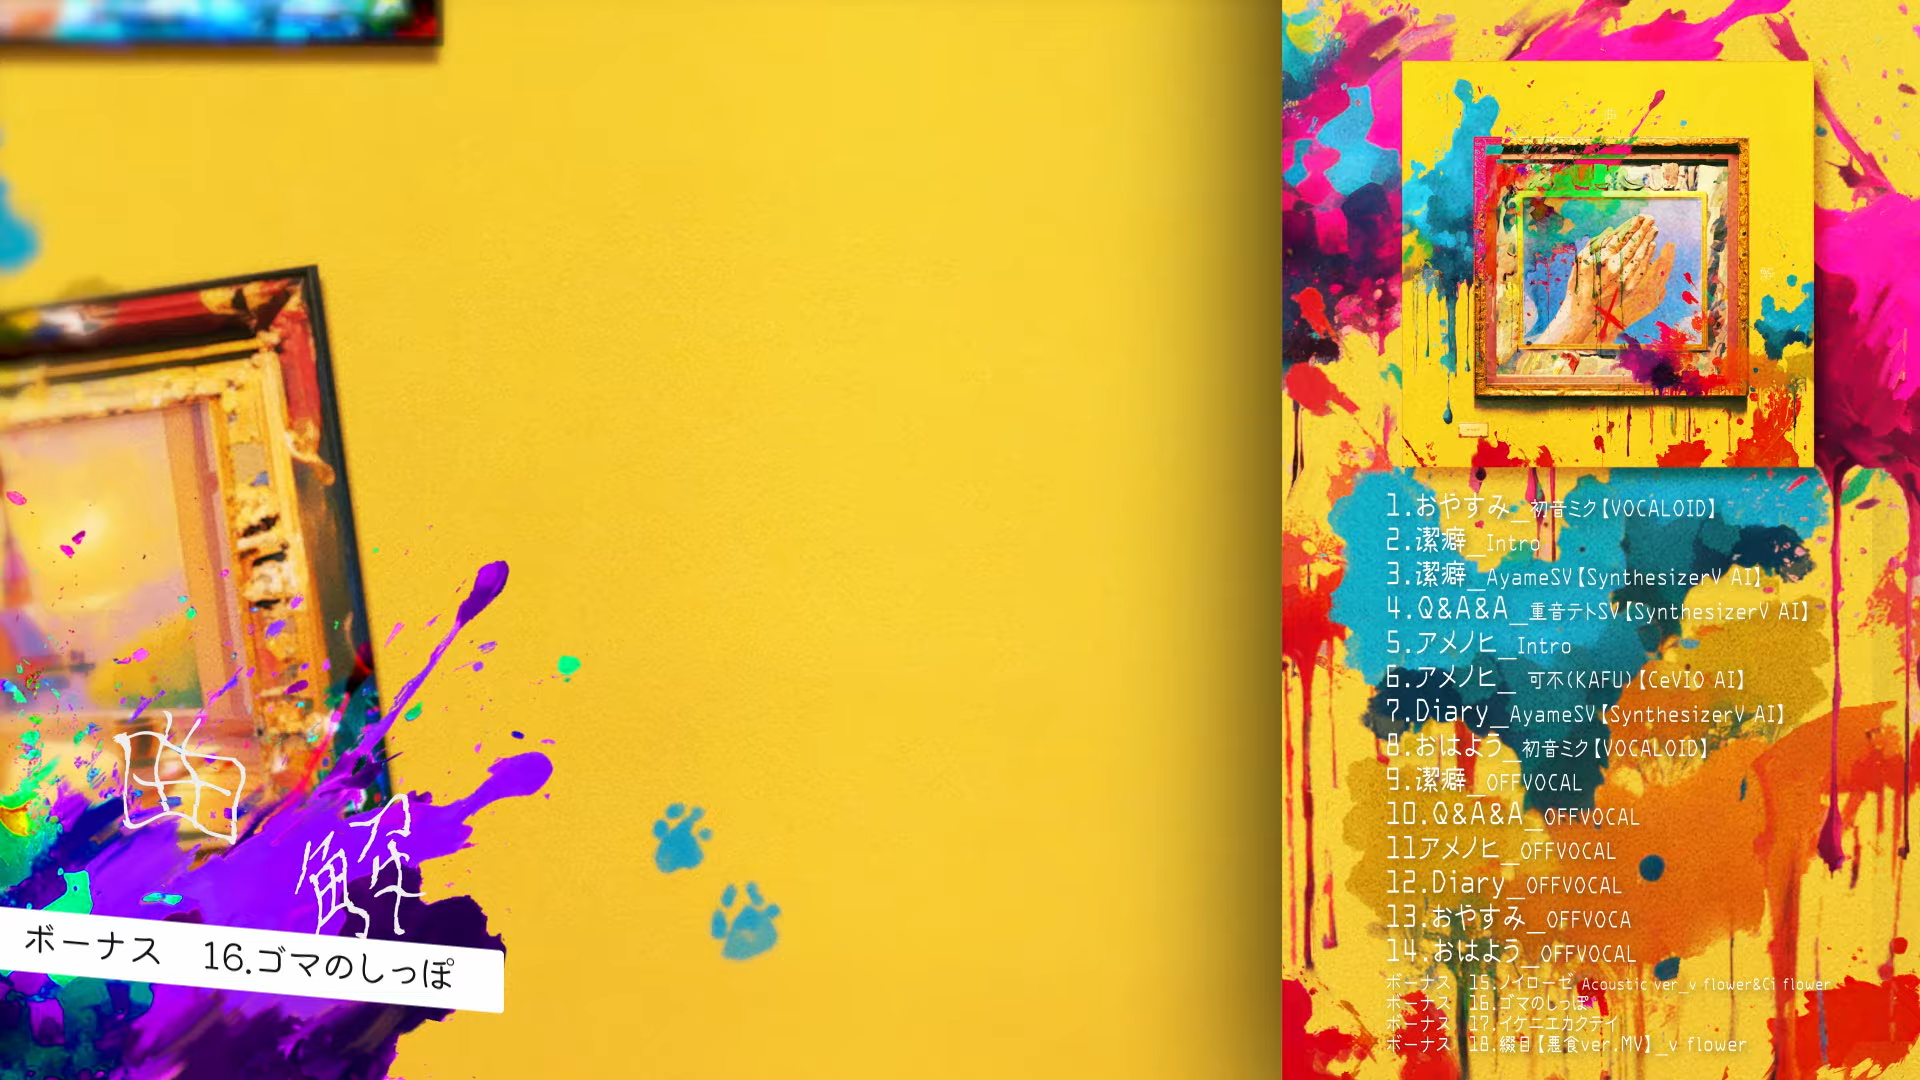 曲
解
ボーナス 16.ゴマのしっぽ
1.おやすみ_初音ミク【VOCALOID】
2.潔癖_Intro
3.潔癖_AyameSV【SynthesizerV AI】
4.Q&A&A_重音テトSV【SynthesizerV AI】
5.アメノヒ_Intro
6.アメノヒ_ 可不(KAFU)【CeVIO AI】
7.Diary_AyameSV【SynthesizerV AI】
8.おはよう_初音ミク【VOCALOID】
9.潔癖_OFFVOCAL
10.Q&A&A_OFFVOCAL
11アメノヒ_OFFVOCAL
12.Diary_OFFVOCAL
13.おやすみ_OFFVOCA
14.おはよう_OFFVOCAL
ボーナス 15.ノイローゼ Acoustic ver_v flower&Ci flower
ボーナス 16.ゴマのしっぽ
ボーナス 17.イケニエカクテイ
ボーナス 18.綴目【悪食ver.MV】_v flower